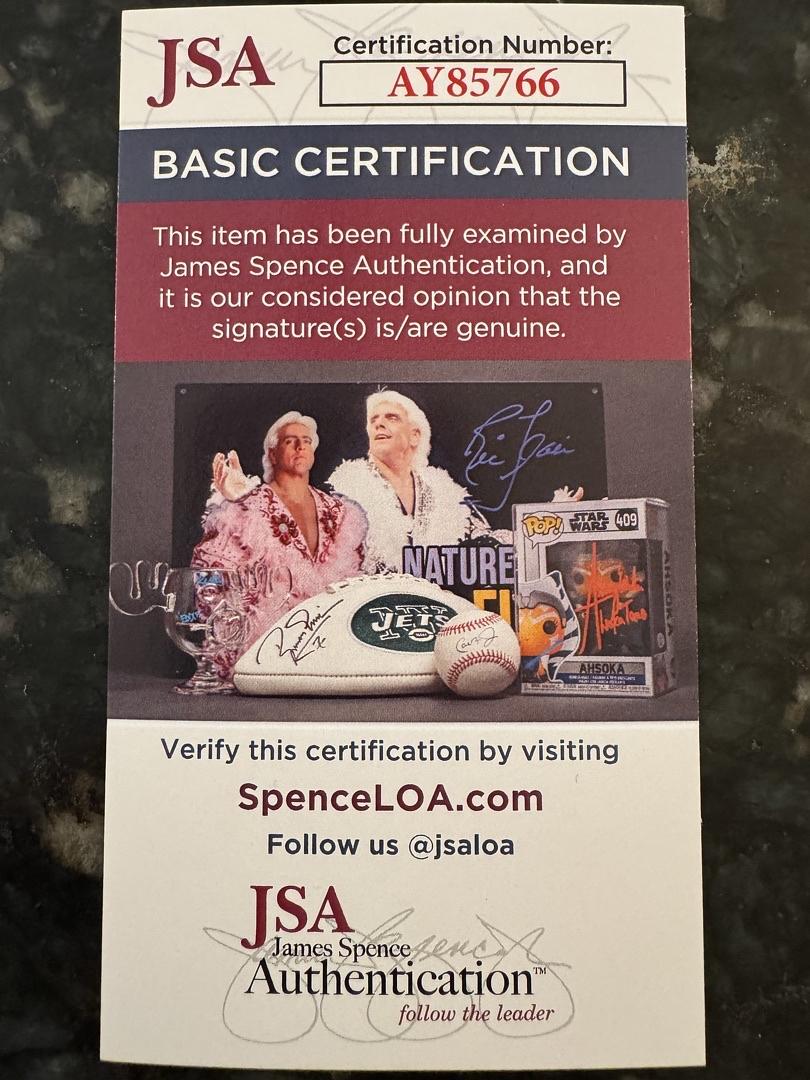 JSA
Certification Number:
AY85766
BASIC CERTIFICATION
This item has been fully examined by
James Spence Authentication, and
it is our considered opinion that the
signature(s) is/are genuine.
Ric Flair
NATURE
POP!
STAR
WARS
409
JETS
AHSOKA
Verify this certification by visiting
SpenceLOA.com
Follow us @jsaloa
JSA
James Spence
Authentication™
follow the leader